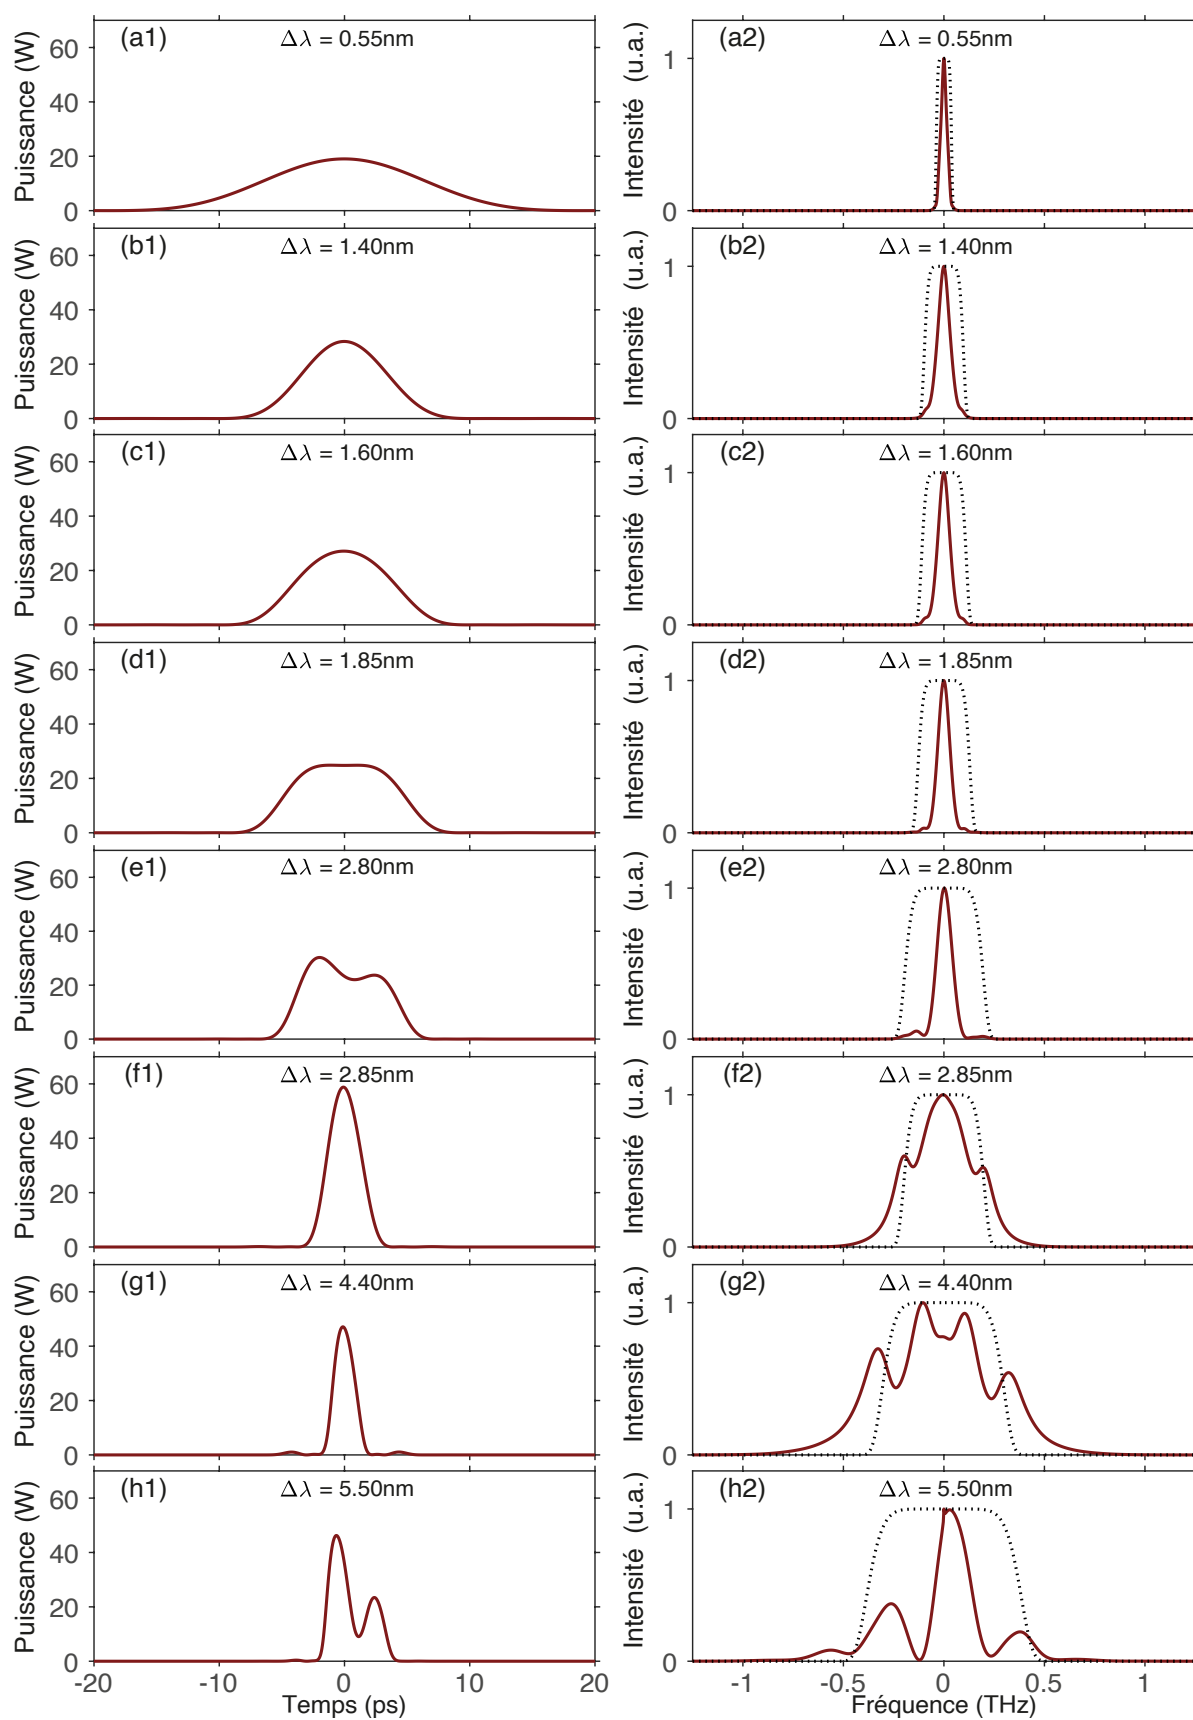 (a1)
Δλ = 0.55nm
Puissance (W)
60
40
20
0
-20
-10
0
10
20
(a2)
Δλ = 0.55nm
Intensité (u.a.)
1
0
(b1)
Δλ = 1.40nm
Puissance (W)
60
40
20
0
(b2)
Δλ = 1.40nm
Intensité (u.a.)
1
0
(c1)
Δλ = 1.60nm
Puissance (W)
60
40
20
0
(c2)
Δλ = 1.60nm
Intensité (u.a.)
1
0
(d1)
Δλ = 1.85nm
Puissance (W)
60
40
20
0
(d2)
Δλ = 1.85nm
Intensité (u.a.)
1
0
(e1)
Δλ = 2.80nm
Puissance (W)
60
40
20
0
(e2)
Δλ = 2.80nm
Intensité (u.a.)
1
0
(f1)
Δλ = 2.85nm
Puissance (W)
60
40
20
0
(f2)
Δλ = 2.85nm
Intensité (u.a.)
1
0
(g1)
Δλ = 4.40nm
Puissance (W)
60
40
20
0
(g2)
Δλ = 4.40nm
Intensité (u.a.)
1
0
(h1)
Δλ = 5.50nm
Puissance (W)
60
40
20
0
-20
-10
0
10
20
Temps (ps)
(h2)
Δλ = 5.50nm
Intensité (u.a.)
1
0
-1
-0.5
0
0.5
1
Fréquence (THz)